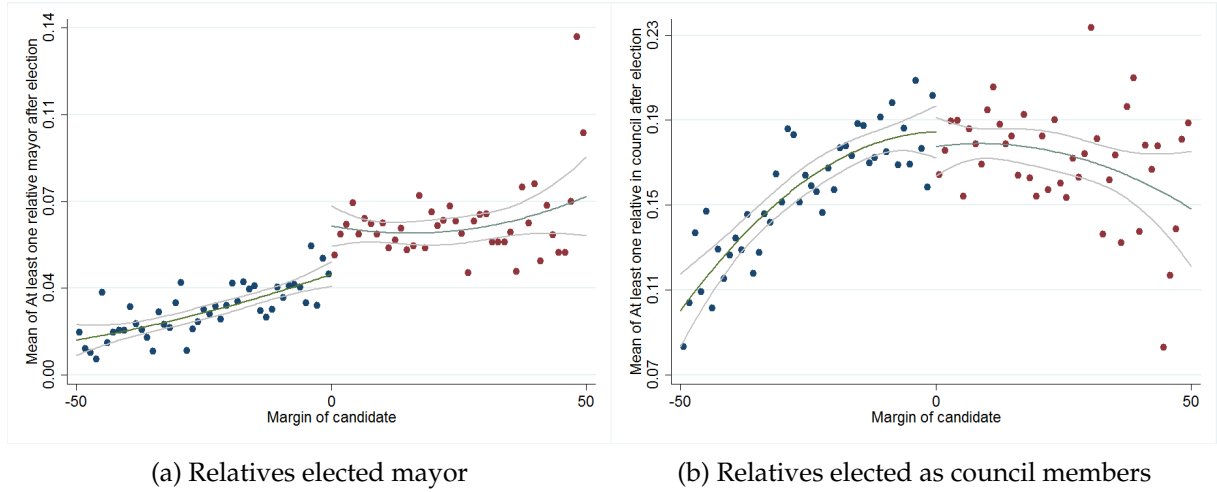 Mean of At least one relative mayor after election
0.14
0.11
0.07
0.04
0.00
-50
0
50
Margin of candidate
(a) Relatives elected mayor
Mean of At least one relative in council after election
0.23
0.19
0.15
0.11
0.07
-50
0
50
Margin of candidate
(b) Relatives elected as council members